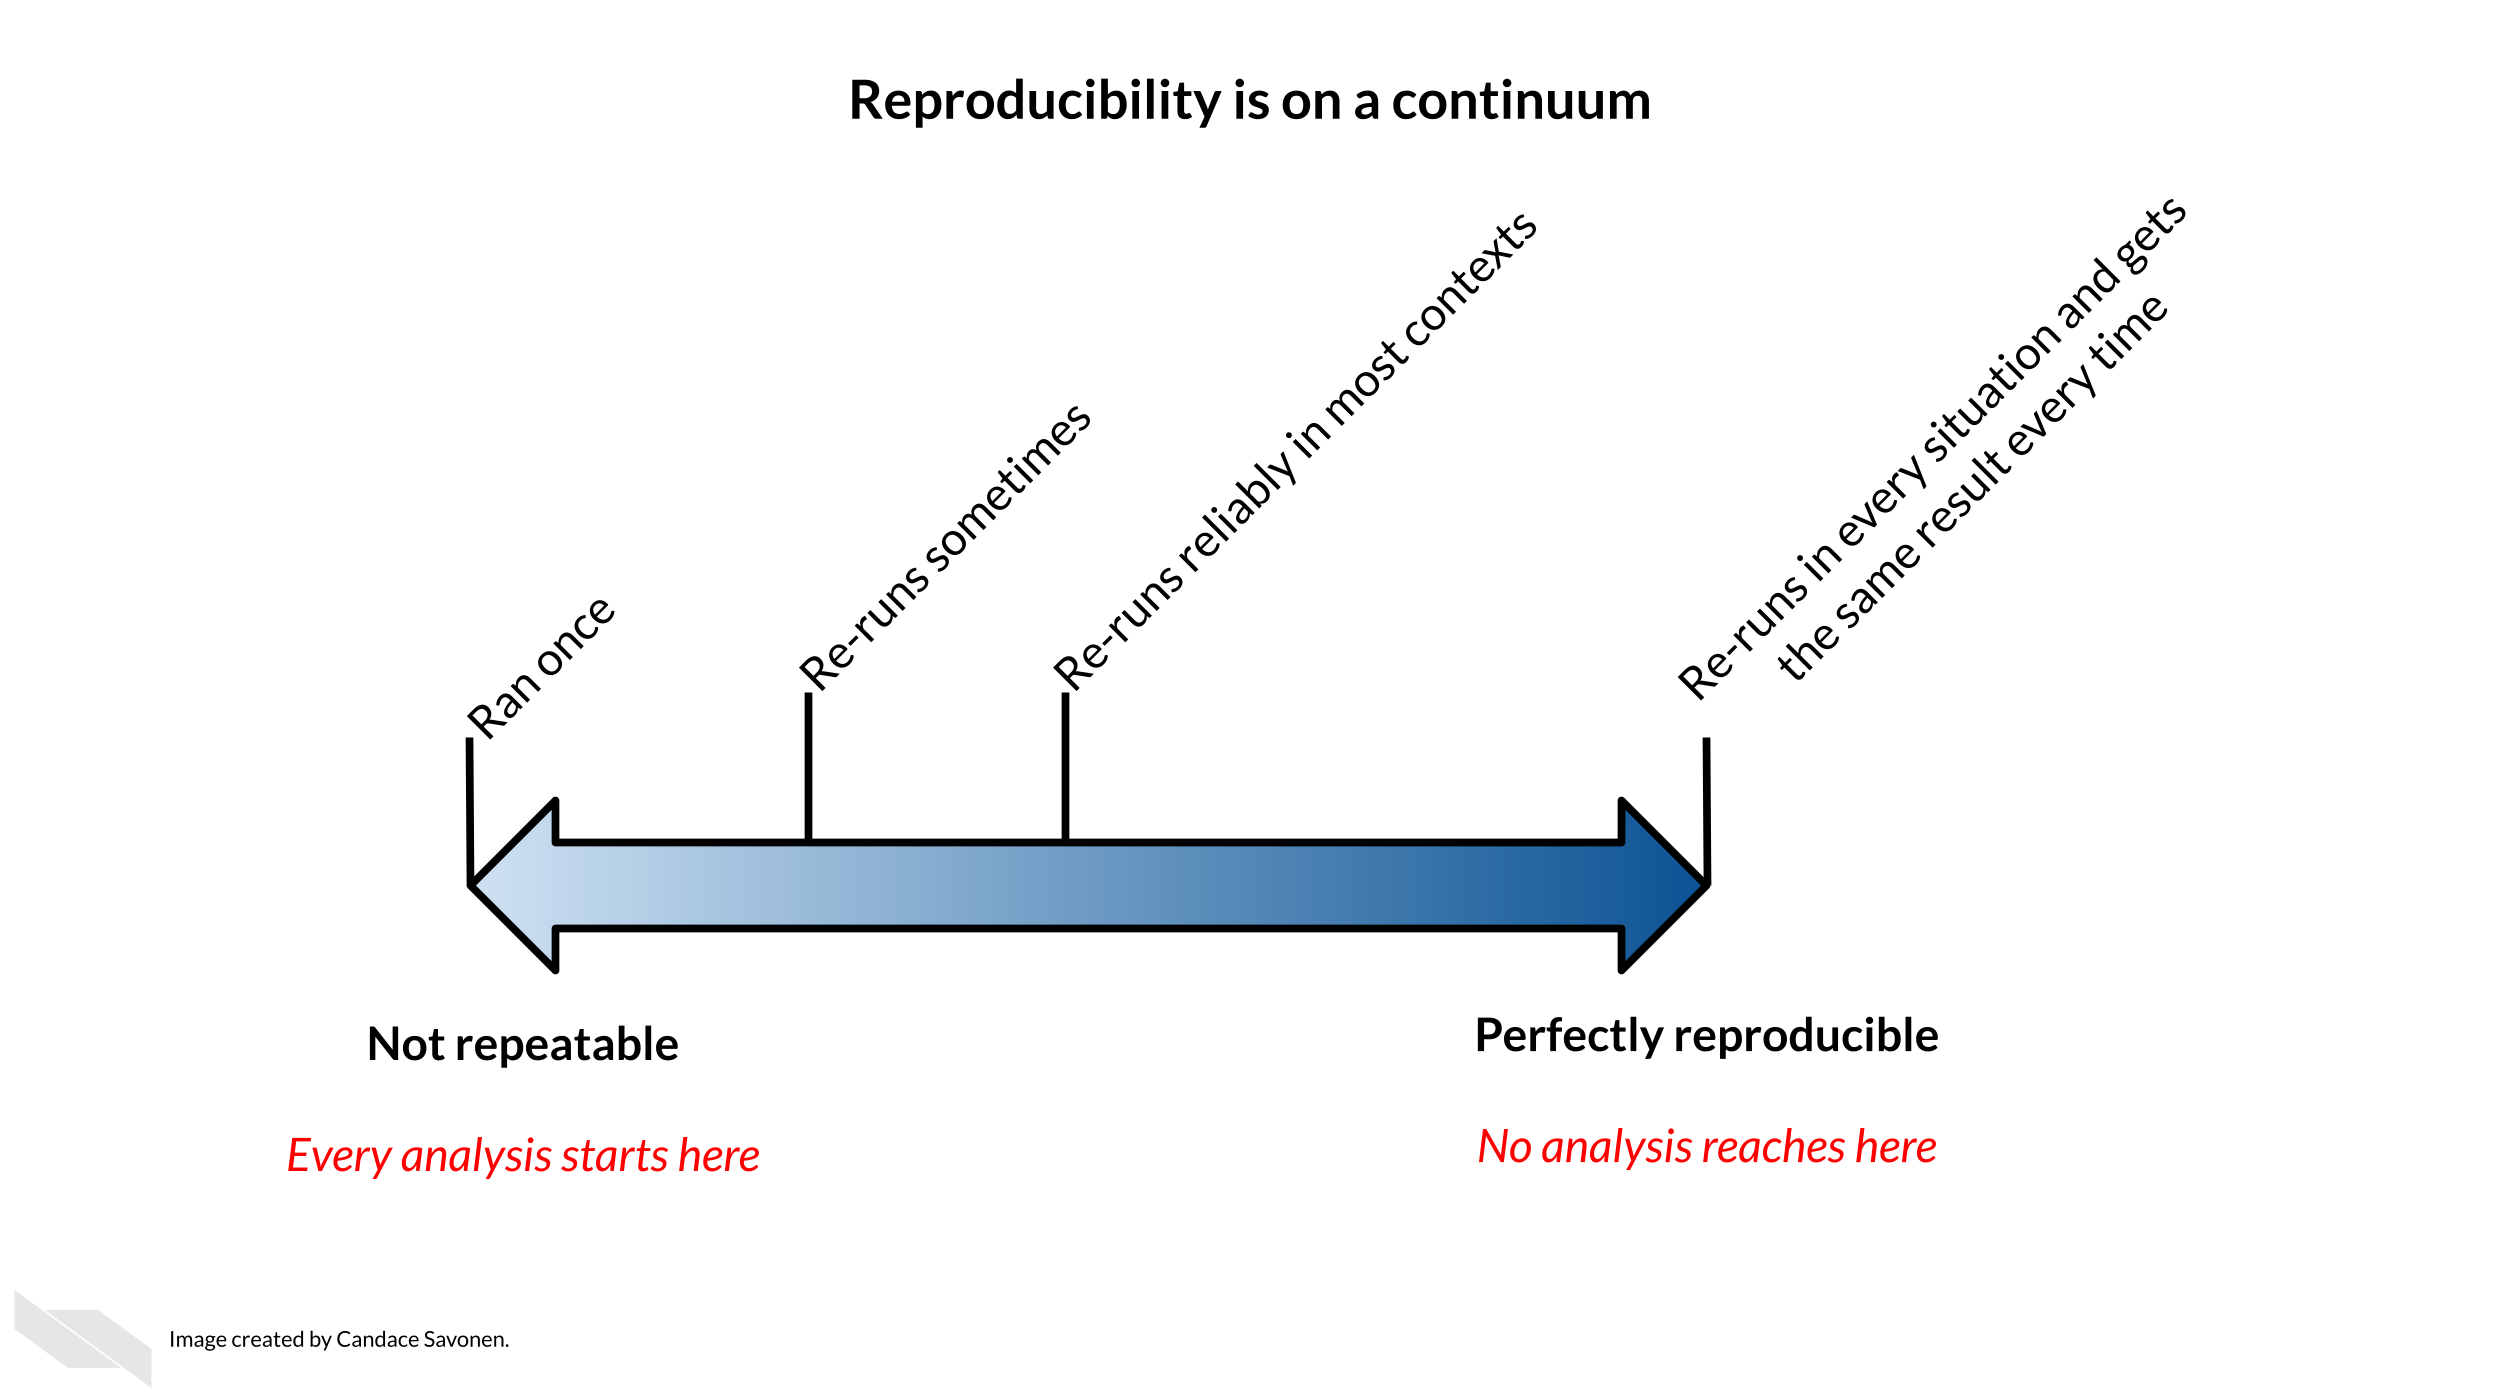 Reproducibility is on a continuum
Ran once
Re-runs sometimes
Re-runs reliably in most contexts
Re-runs in every situation and gets
the same result every time
Not repeatable
Perfectly reproducible
Every analysis starts here
No analysis reaches here
Image created by Candace Savonen.